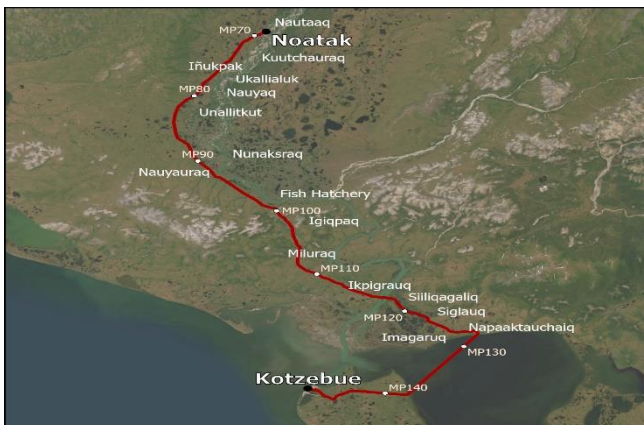 Nautaaq
MP70
Noatak
Kuutchauraq
Iñukpak
Ukallialuk
MP80
Nauyaq
Unallitkut
MP90
Nunaksraq
Nauyauraq
Fish Hatchery
MP100
Igiqpaq
Miluraq
MP110
Ikpigrauq
Siiliqagaliq
MP120
Siglauq
Napaaktauchaiq
Imagaruq
MP130
Kotzebue
MP140